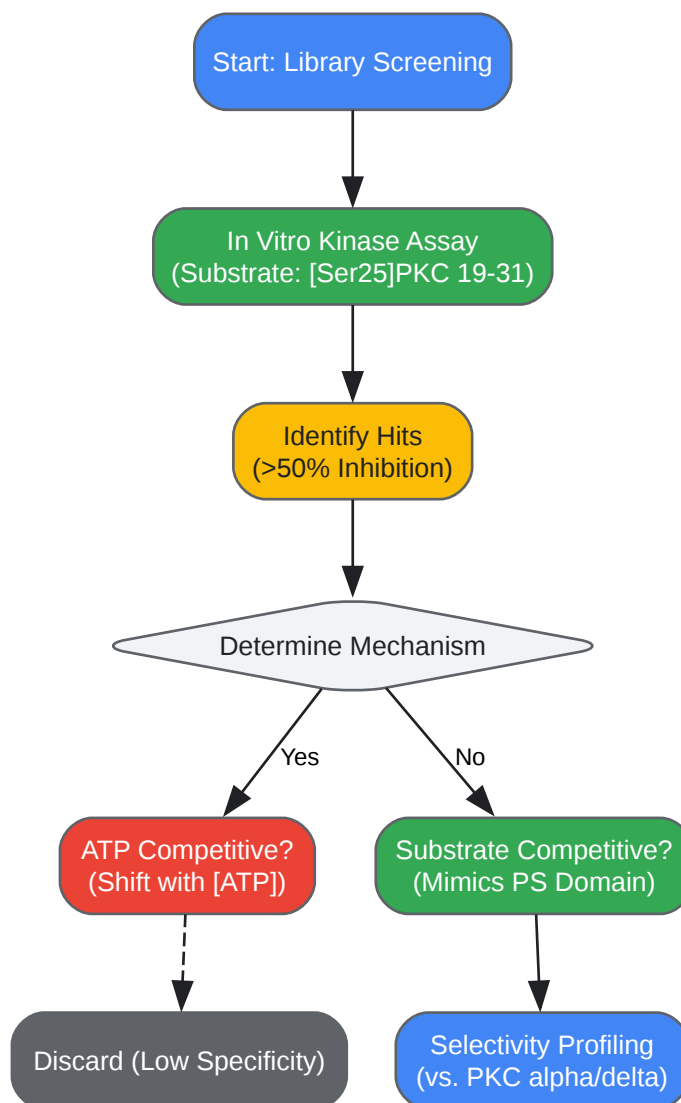 Start: Library Screening
In Vitro Kinase Assay
(Substrate: [Ser25]PKC 19-31)
Identify Hits
(>50% Inhibition)
Determine Mechanism
Yes
No
ATP Competitive?
(Shift with [ATP])
Substrate Competitive?
(Mimics PS Domain)
Discard (Low Specificity)
Selectivity Profiling
(vs. PKC alpha/delta)